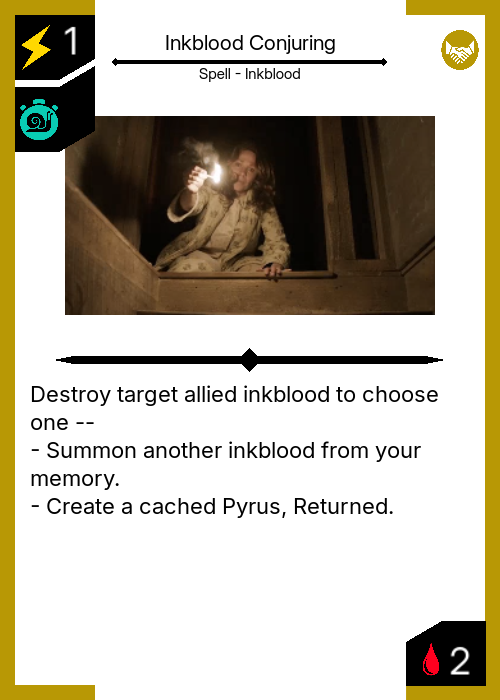 1
Inkblood Conjuring
Spell - Inkblood
Destroy target allied inkblood to choose
one --
- Summon another inkblood from your
memory.
- Create a cached Pyrus, Returned.
2